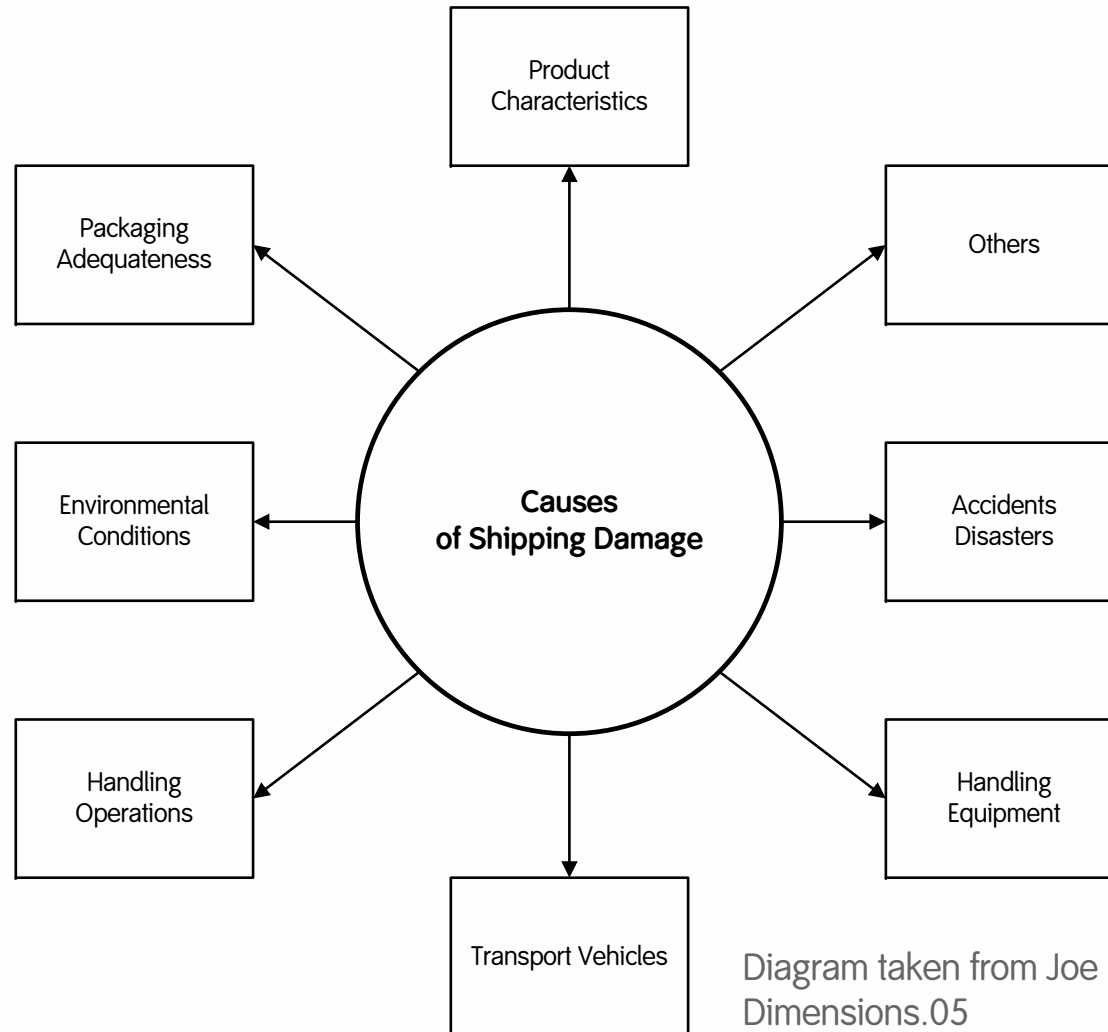 Product
Characteristics
Packaging
Adequateness
Others
Environmental
Conditions
Causes
of Shipping Damage
Accidents
Disasters
Handling
Operations
Handling
Equipment
Transport Vehicles
Diagram taken from Joe
Dimensions.05